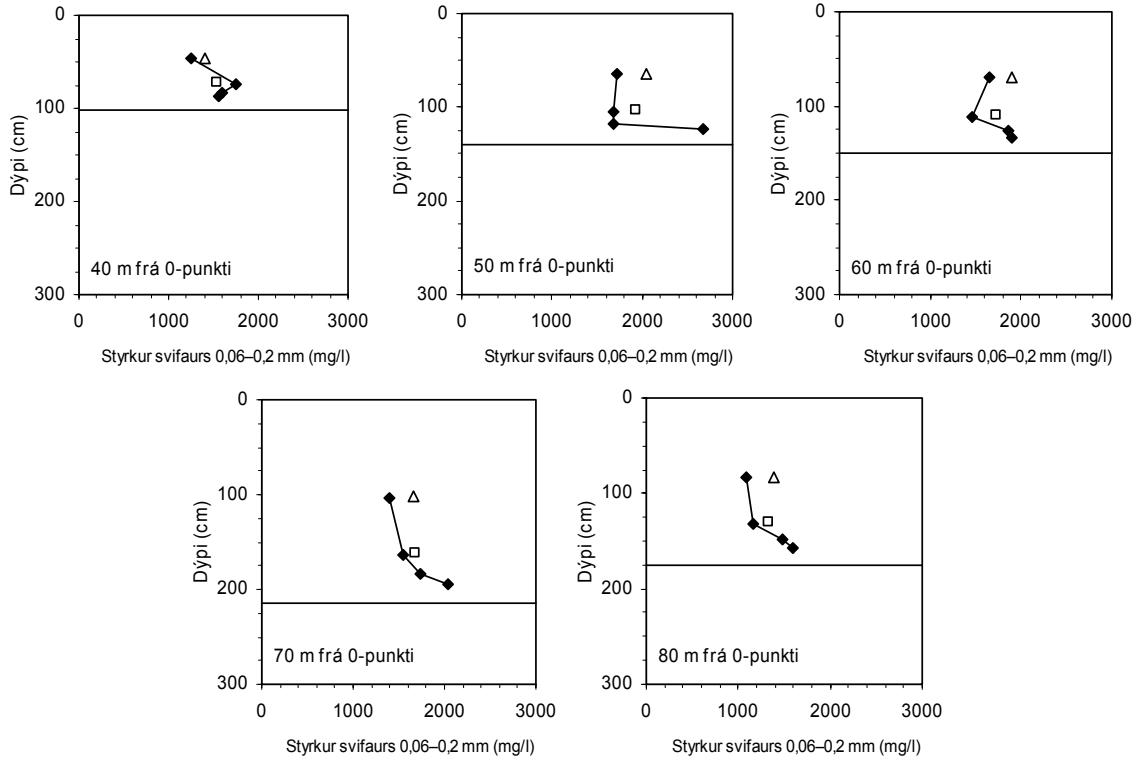 0
100
200
300
Dýpi (cm)
40 m frá 0-punkti
0 1000 2000 3000
Styrkur svifaurs 0,06–0,2 mm (mg/l)
0
100
200
300
Dýpi (cm)
50 m frá 0-punkti
0 1000 2000 3000
Styrkur svifaurs 0,06–0,2 mm (mg/l)
0
100
200
300
Dýpi (cm)
60 m frá 0-punkti
0 1000 2000 3000
Styrkur svifaurs 0,06–0,2 mm (mg/l)
0
100
200
300
Dýpi (cm)
70 m frá 0-punkti
0 1000 2000 3000
Styrkur svifaurs 0,06–0,2 mm (mg/l)
0
100
200
300
Dýpi (cm)
80 m frá 0-punkti
0 1000 2000 3000
Styrkur svifaurs 0,06–0,2 mm (mg/l)